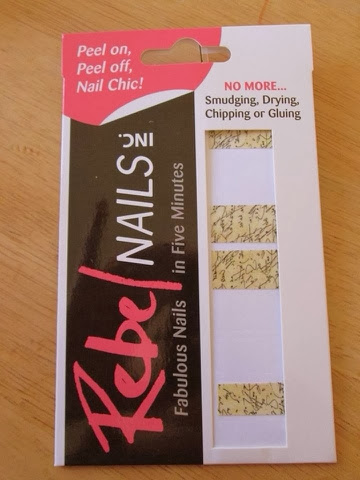 Peel on,
Peel off,
Nail Chic!
NO MORE...
Smudging, Drying,
Chipping or Gluing
Rebel
NAILS
ÜNI
Fabulous Nails in Five Minutes